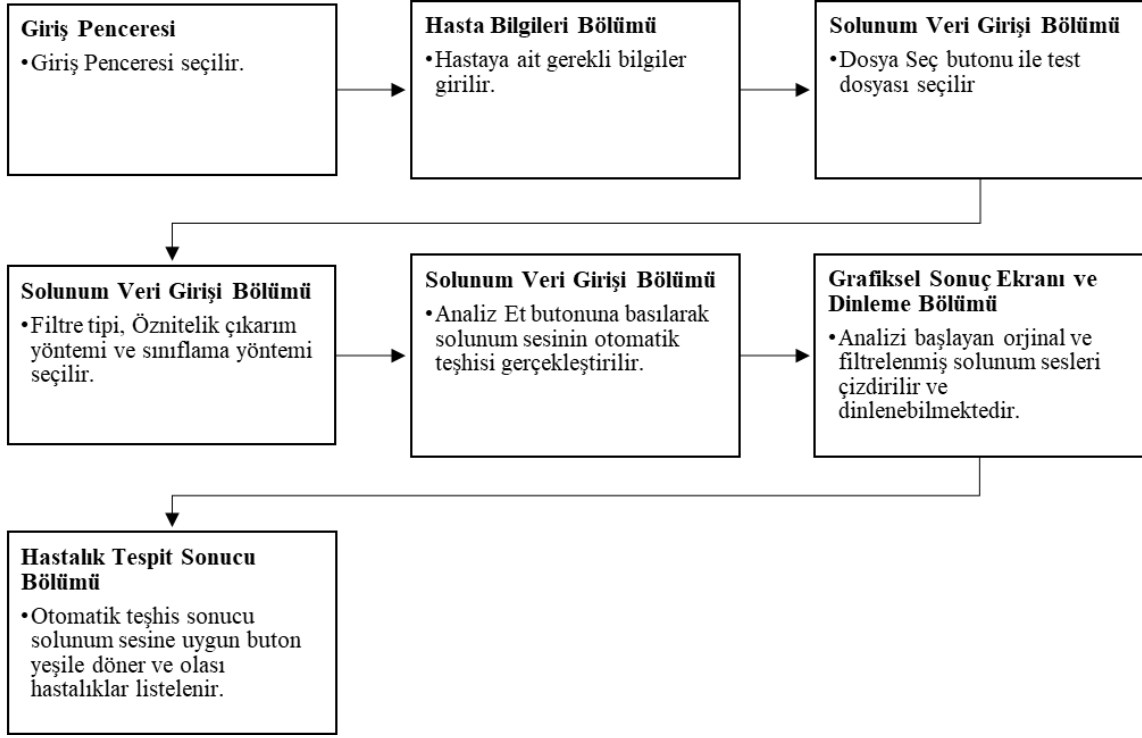 Giriş Penceresi
•Giriş Penceresi seçilir.
Hasta Bilgileri Bölümü
•Hastaya ait gerekli bilgiler
girilir.
Solunum Veri Girişi Bölümü
•Dosya Seç butonu ile test
dosyası seçilir
Solunum Veri Girişi Bölümü
•Filtre tipi, Öznitelik çıkarım
yöntemi ve sınıflama yöntemi
seçilir.
Solunum Veri Girişi Bölümü
•Analiz Et butonuna basılarak
solunum sesinin otomatik
teşhisi gerçekleştirilir.
Grafiksel Sonuç Ekranı ve
Dinleme Bölümü
•Analizi başlayan orjinal ve
filtrelenmiş solunum sesleri
çizdirilir ve
dinlenebilmektedir.
Hastalık Tespit Sonucu
Bölümü
•Otomatik teşhis sonucu
solunum sesine uygun buton
yeşile döner ve olası
hastalıklar listelenir.